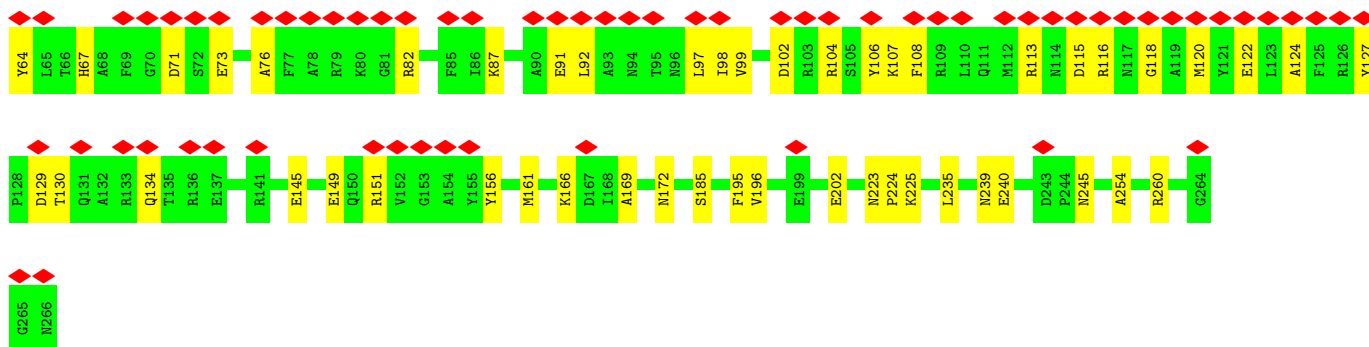 Y64 L65 T66 H67 A68 F69 G70 D71 S72 E73 A76 F77 A78 R79 K80 G81 R82 F85 I86 K87 A90 E91 L92 A93 N94 T95 N96 L97 I98 V99 D102 R103 R104 S105 Y106 K107 F108 R109 L110 Q111 M112 R113 N114 D115 R116 N117 G118 A119 M120 Y121 E122 L123 A124 F125 R126 Y127
P128 D129 T130 Q131 A132 R133 Q134 T135 R136 E137 R141 E145 E149 Q150 R151 V152 G153 A154 Y155 Y156 M161 K166 D167 I168 A169 N172 S185 F195 V196 E199 E202 N223 P224 K225 L235 N239 E240 D243 P244 N245 A254 R260 G264
G265 N266